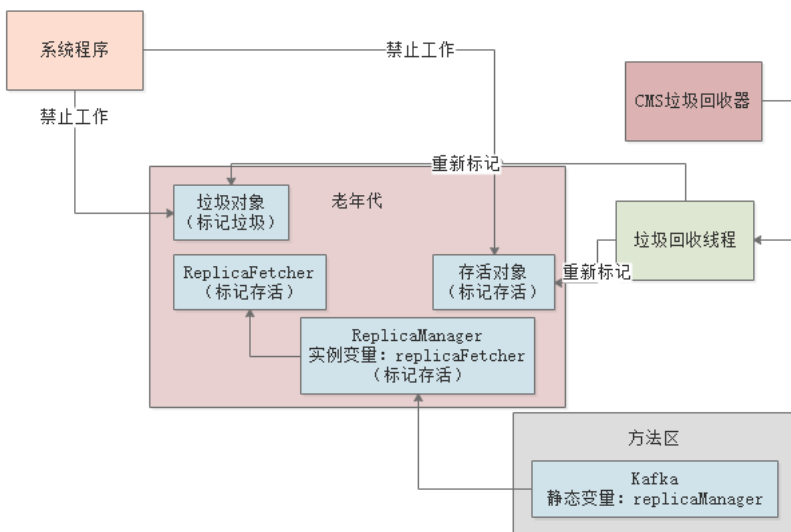 系统程序
禁止工作
禁止工作
CMS垃圾回收器
重新标记
垃圾对象
（标记垃圾）
老年代
垃圾回收线程
ReplicaFetcher
（标记存活）
存活对象
（标记存活）
重新标记
ReplicaManager
实例变量：replicaFetcher
（标记存活）
方法区
Kafka
静态变量：replicaManager